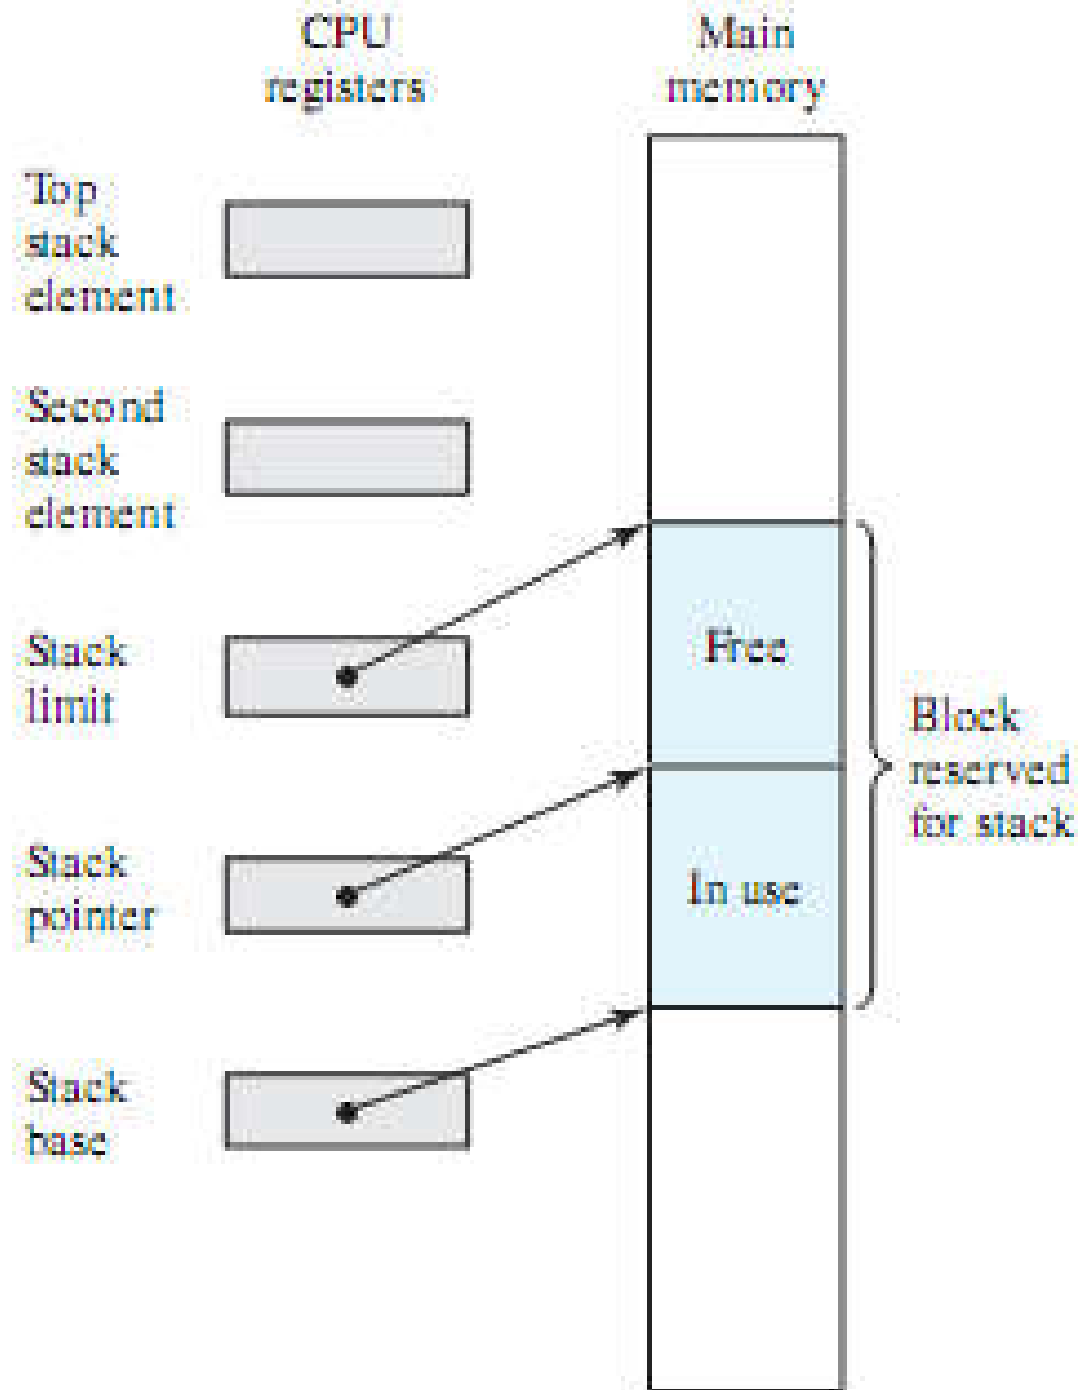 CPU
registers
Main
memory
Top
stack
element
Second
stack
element
Stack
limit
Free
Block
reserved
for stack
Stack
pointer
In use
Stack
base